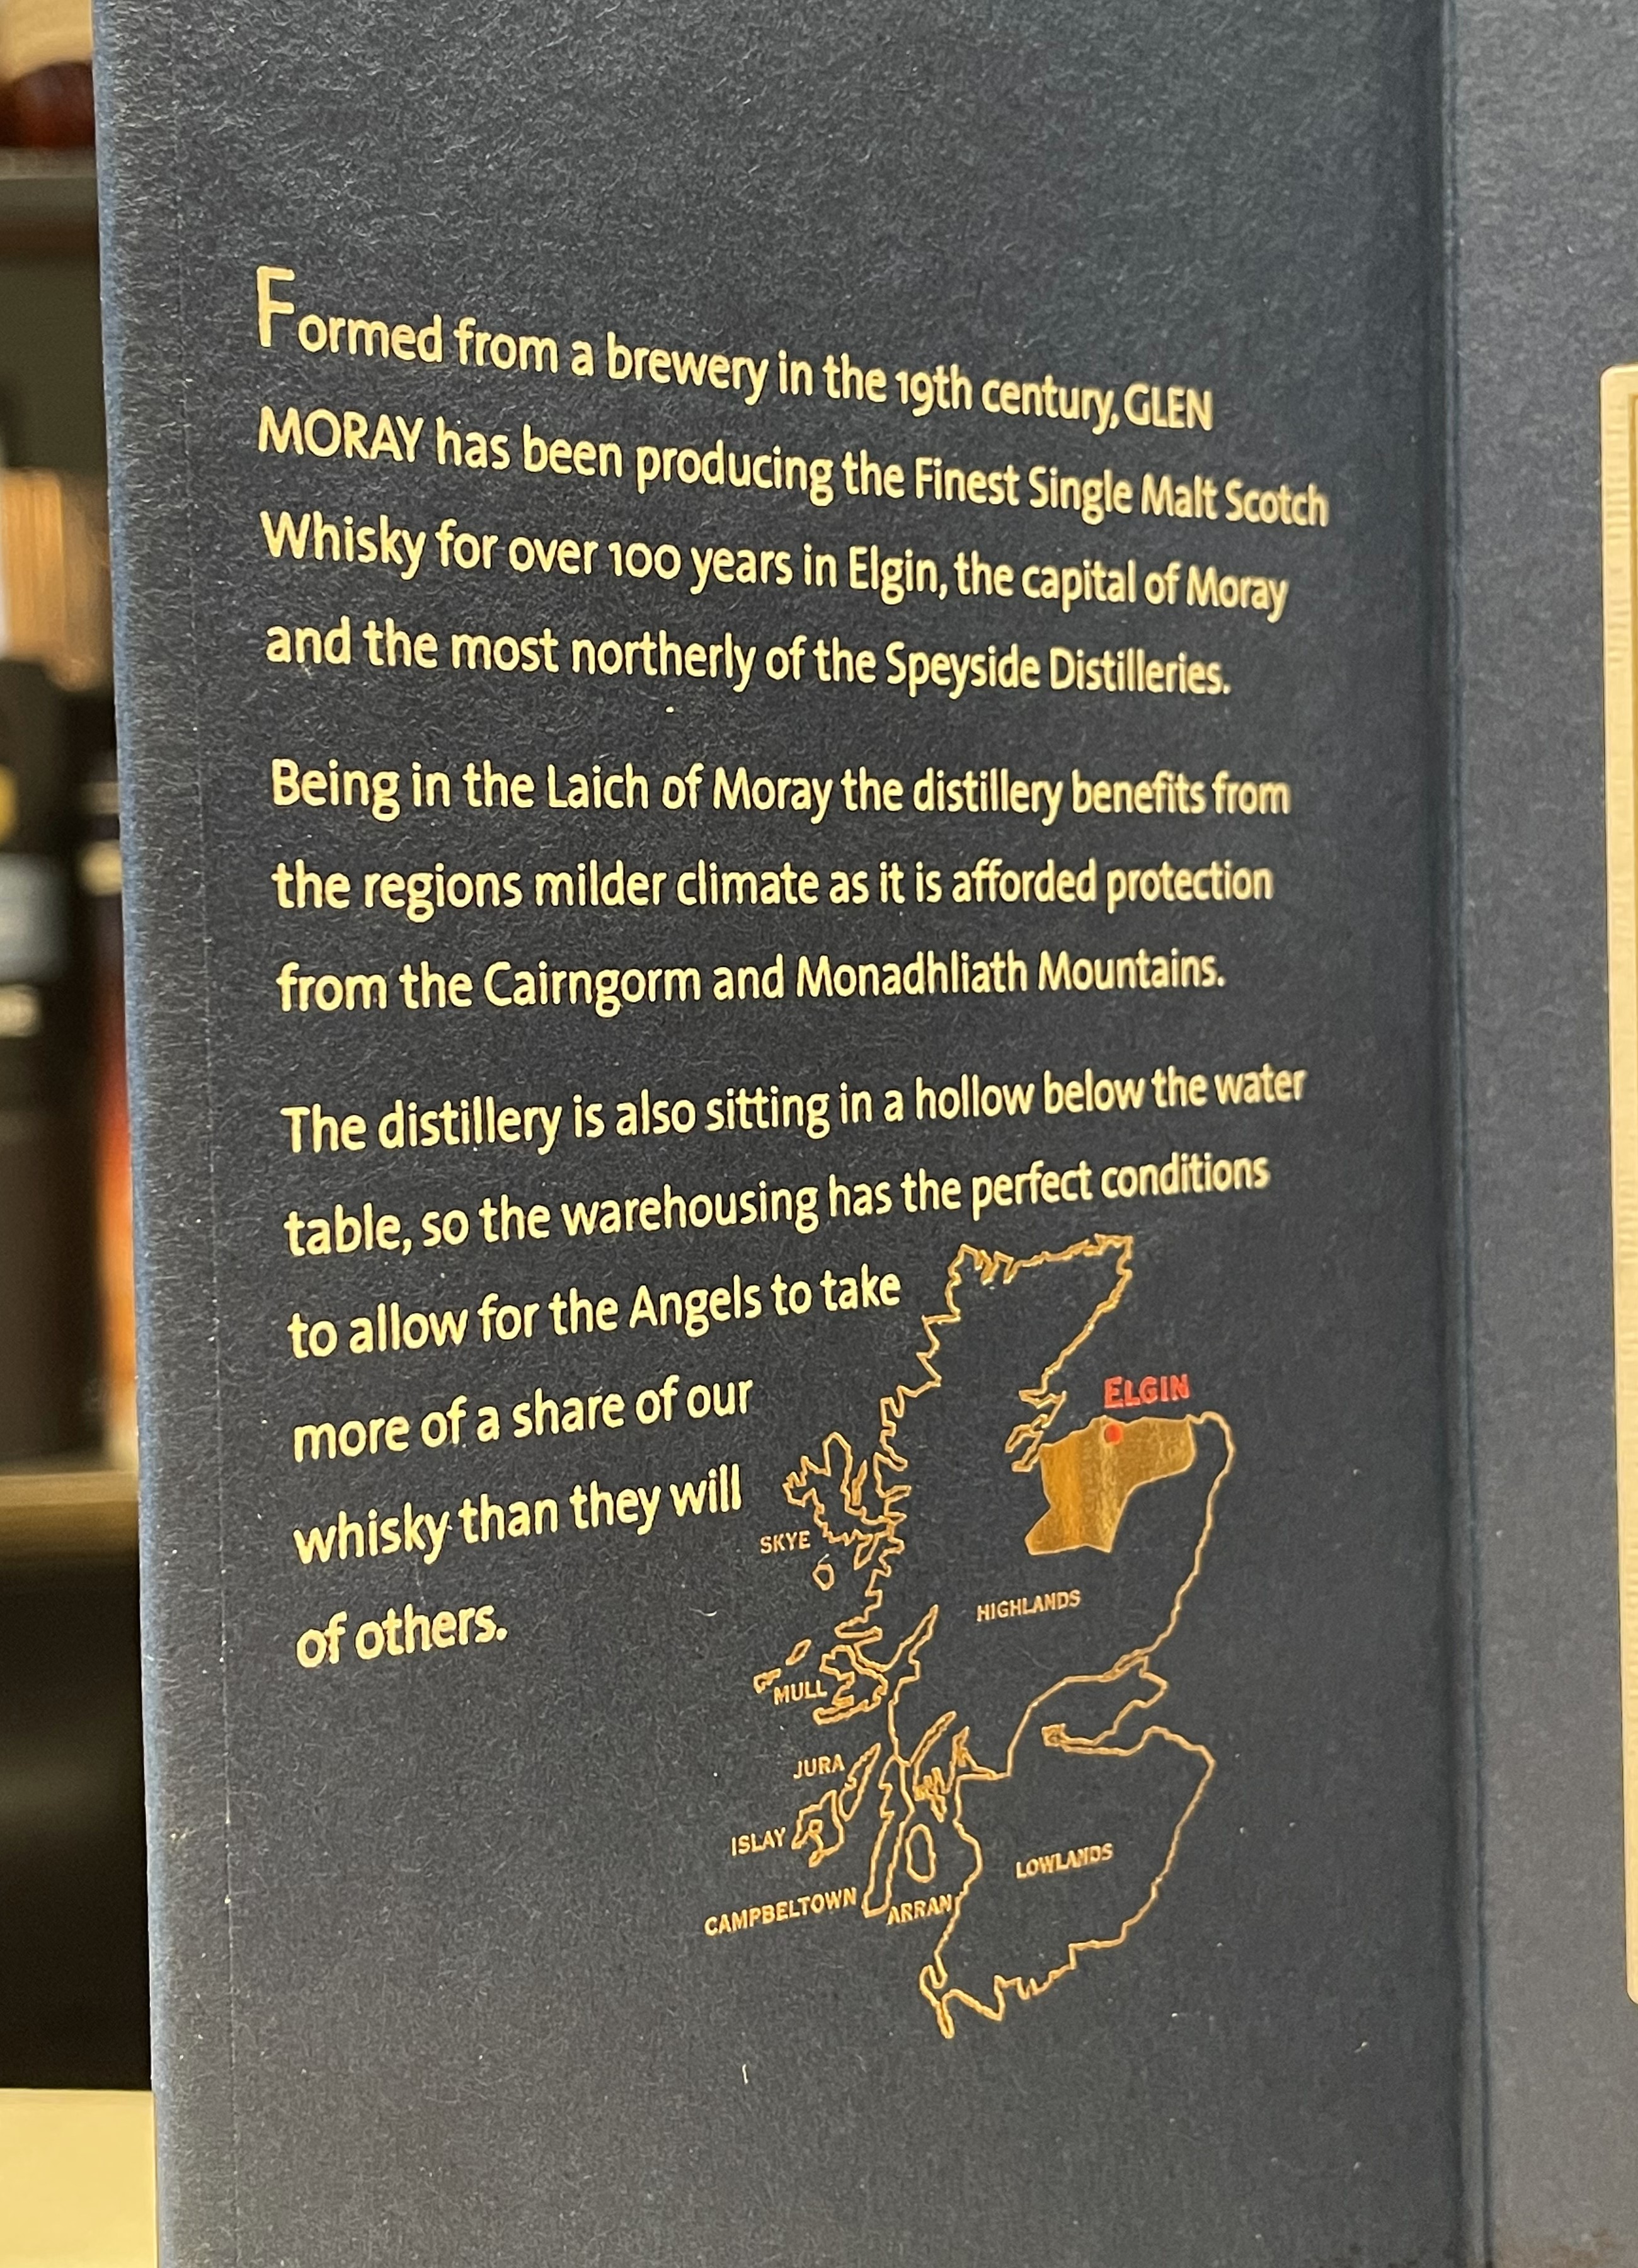 Formed from a brewery in the 19th century, GLEN
MORAY has been producing the Finest Single Malt Scotch
Whisky for over 100 years in Elgin, the capital of Moray
and the most northerly of the Speyside Distilleries.
Being in the Laich of Moray the distillery benefits from
the regions milder climate as it is afforded protection
from the Cairngorm and Monadhliath Mountains.
The distillery is also sitting in a hollow below the water
table, so the warehousing has the perfect conditions
to allow for the Angels to take
more of a share of our
whisky than they will
of others.
ELGIN
SKYE
HIGHLANDS
MULL
JURA
ISLAY
LOWLANDS
CAMPBELTOWN
ARRAN